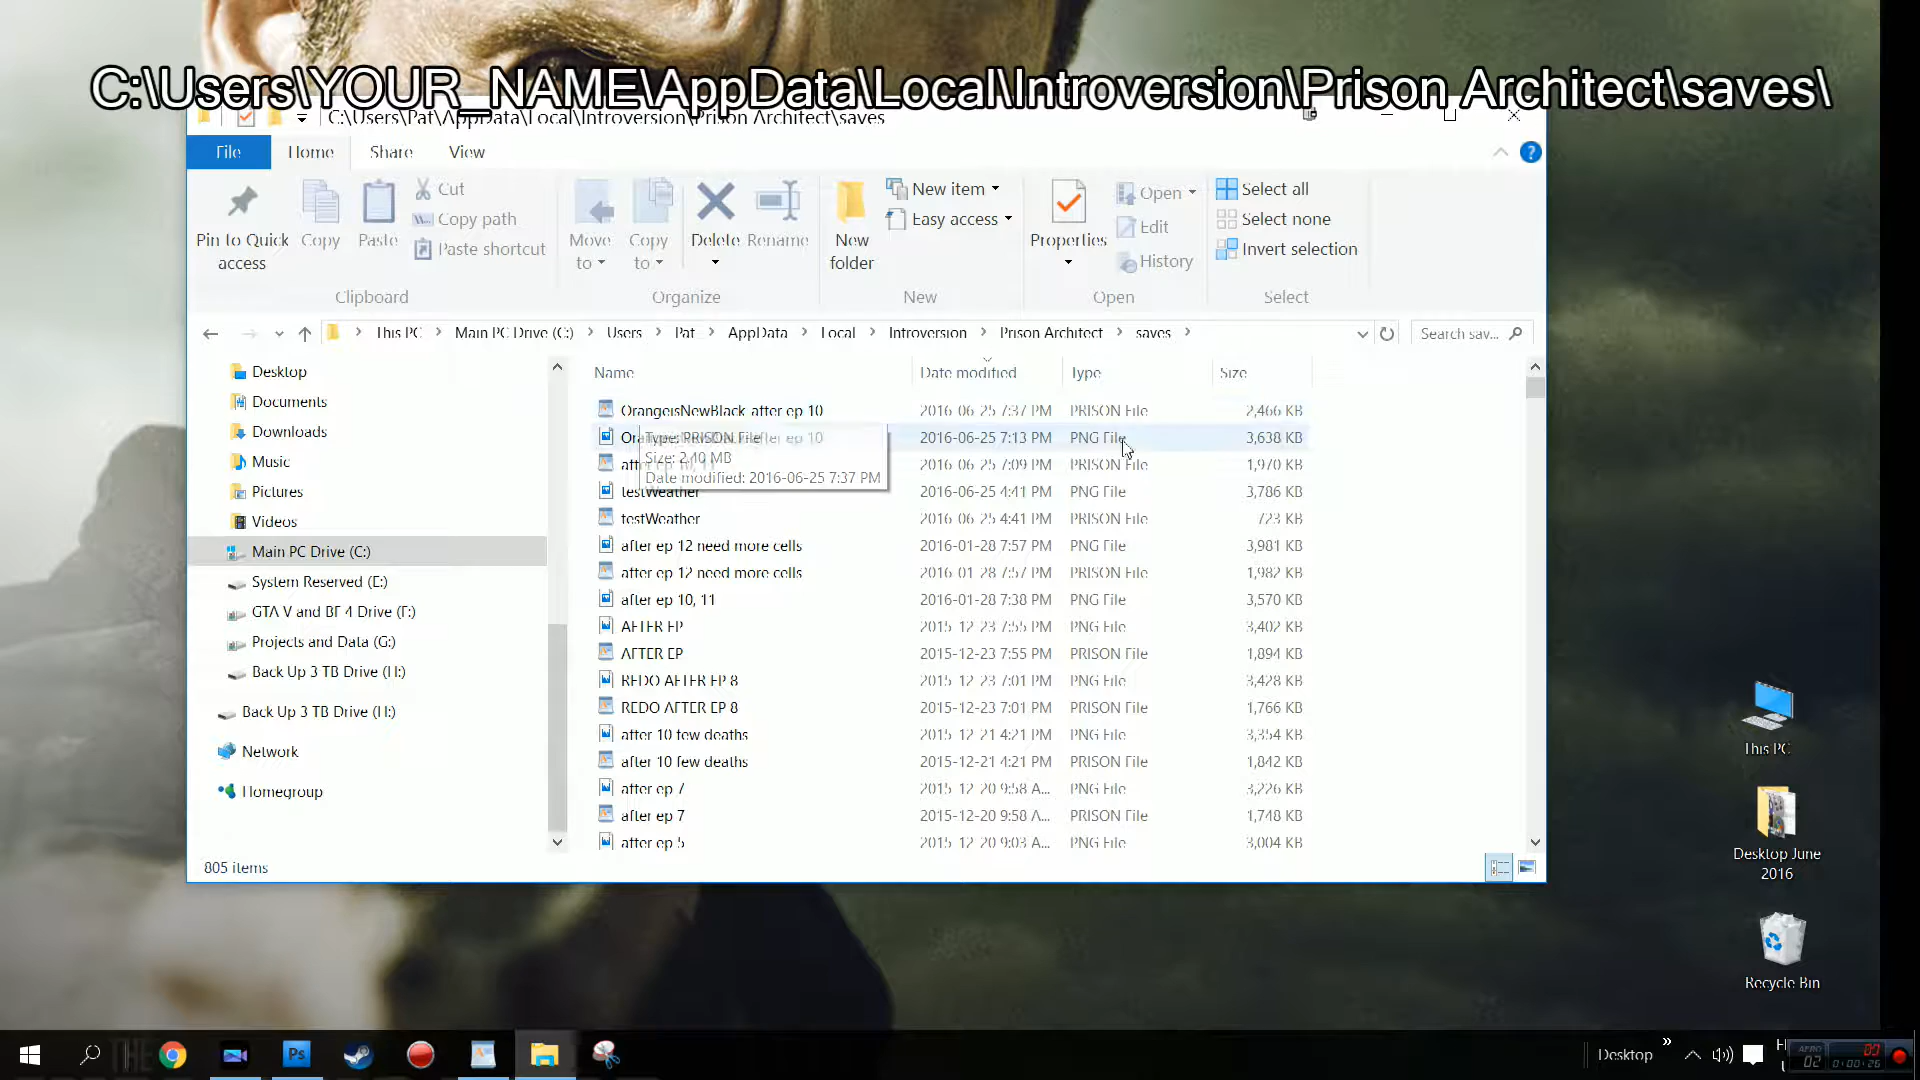 C:\Users\YOUR_NAME\AppData\Local\Introversion\Prison Architect\saves\
C:\Users\Pat\AppData\Local\Introversion\Prison Architect\saves
File Home Share View
Pin to Quick access
Copy
Paste
Cut
Copy path
Paste shortcut
Move to
Copy to
Delete
Rename
New folder
New item
Easy access
Properties
Open
Edit
History
Select all
Select none
Invert selection
Clipboard Organize New Open Select
This PC Main PC Drive (C:) Users Pat AppData Local Introversion Prison Architect saves
Search sav...
Name Date modified Type Size
Desktop
Documents
Downloads
Music
Pictures
Videos
Main PC Drive (C:)
System Reserved (E:)
GTA V and BF 4 Drive (F:)
Projects and Data (G:)
Back Up 3 TB Drive (H:)
Back Up 3 TB Drive (H:)
Network
Homegroup
OrangeisNewBlack after ep 10 2016-06-25 7:37 PM PRISON File 2,466 KB
2016-06-25 7:13 PM PNG File 3,638 KB
2016-06-25 7:09 PM PRISON File 1,970 KB
Type: PRISON File
Size: 2.40 MB
Date modified: 2016-06-25 7:37 PM
testWeather 2016-06-25 4:41 PM PNG File 3,786 KB
testWeather 2016-06-25 4:41 PM PRISON File 723 KB
after ep 12 need more cells 2016-01-28 7:57 PM PNG File 3,981 KB
after ep 12 need more cells 2016-01-28 7:57 PM PRISON File 1,982 KB
after ep 10, 11 2016-01-28 7:38 PM PNG File 3,570 KB
AFTER EP 2015-12-23 7:55 PM PNG File 3,402 KB
AFTER EP 2015-12-23 7:55 PM PRISON File 1,894 KB
REDO AFTER EP 8 2015-12-23 7:01 PM PNG File 3,428 KB
REDO AFTER EP 8 2015-12-23 7:01 PM PRISON File 1,766 KB
after 10 few deaths 2015-12-21 4:21 PM PNG File 3,354 KB
after 10 few deaths 2015-12-21 4:21 PM PRISON File 1,842 KB
after ep 7 2015-12-20 9:58 A... PNG File 3,226 KB
after ep 7 2015-12-20 9:58 A... PRISON File 1,748 KB
after ep 5 2015-12-20 9:03 A... PNG File 3,004 KB
805 items
This PC
Desktop June 2016
Recycle Bin
Ps
Desktop